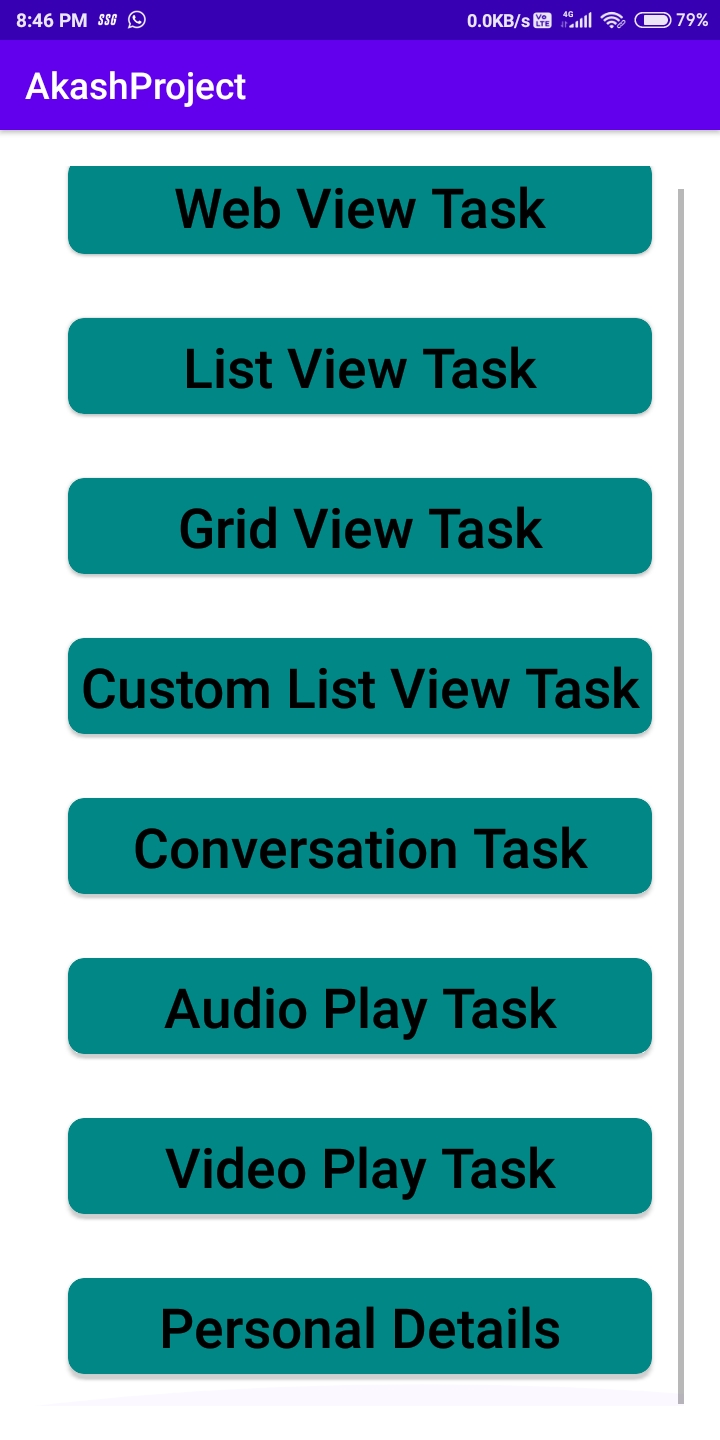 8:46 PM SSG 0.0KB/s Vo LTE 4G 79%
AkashProject
Web View Task
List View Task
Grid View Task
Custom List View Task
Conversation Task
Audio Play Task
Video Play Task
Personal Details